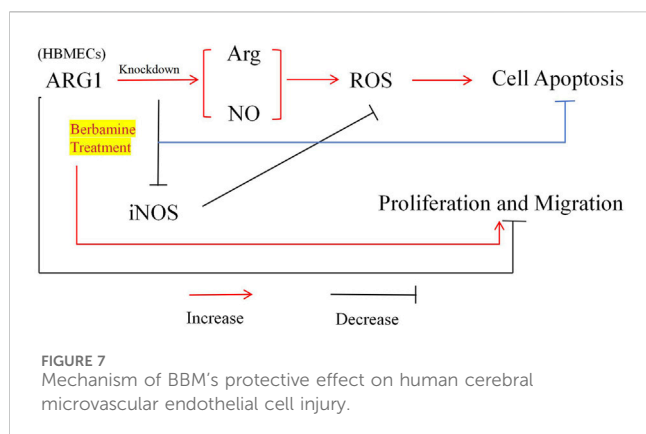 (HBMECs)
ARG1
Knockdown
Arg
NO
ROS
Cell Apoptosis
Berbamine
Treatment
iNOS
Proliferation and Migration
Increase
Decrease
FIGURE 7
Mechanism of BBM's protective effect on human cerebral
microvascular endothelial cell injury.